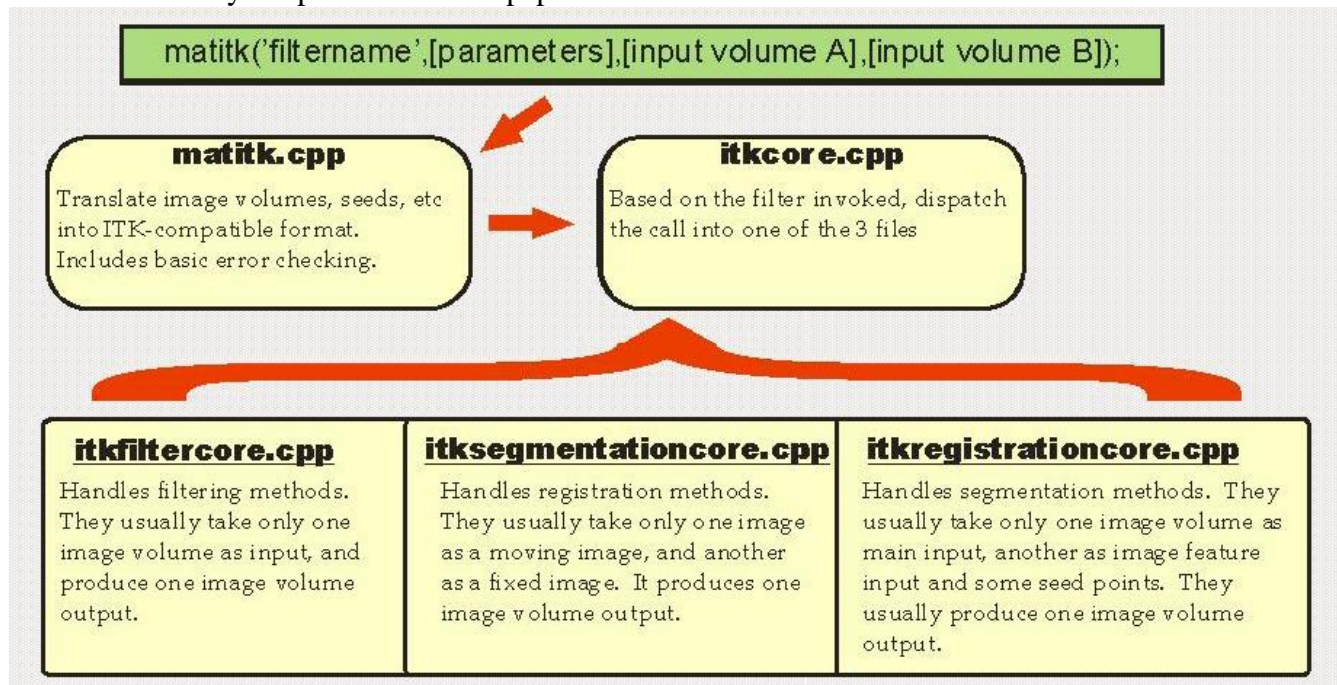 matitk('filtername',[parameters],[input volume A],[input volume B]);
matitk.cpp
Translate image volumes, seeds, etc
into ITK-compatible format.
Includes basic error checking.
itkcore.cpp
Based on the filter invoked, dispatch
the call into one of the 3 files
itkfiltercore.cpp
Handles filtering methods.
They usually take only one
image volume as input, and
produce one image volume
output.
itksegmentationcore.cpp
Handles registration methods.
They usually take only one image
as a moving image, and another
as a fixed image. It produces one
image volume output.
itkregistrationcore.cpp
Handles segmentation methods. They
usually take only one image volume as
main input, another as image feature
input and some seed points. They
usually produce one image volume
output.